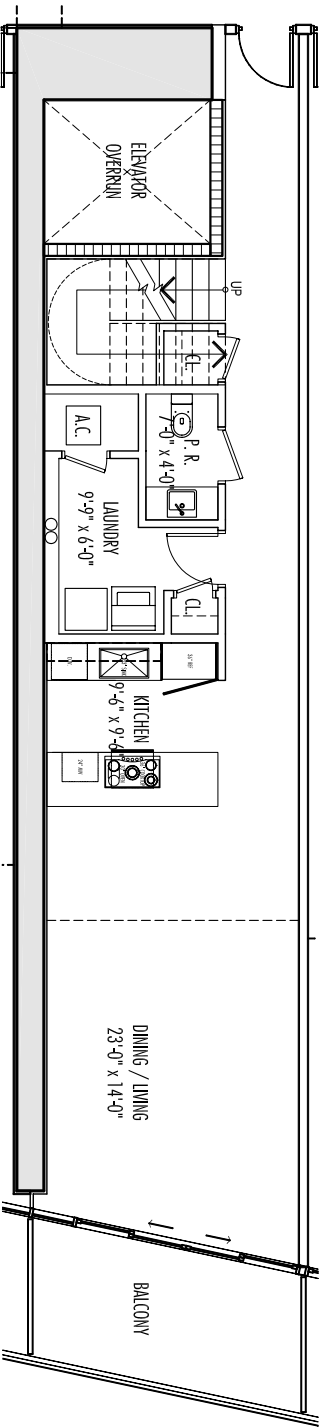 ELEVATOR
OVERRUN
UP
CL.
A.C.
P. R.
7'-0" x 4'-0"
LAUNDRY
9'-9" x 6'-0"
CL.
KITCHEN
9'-6" x 9'-6"
DINING / LIVING
23'-0" x 14'-0"
BALCONY